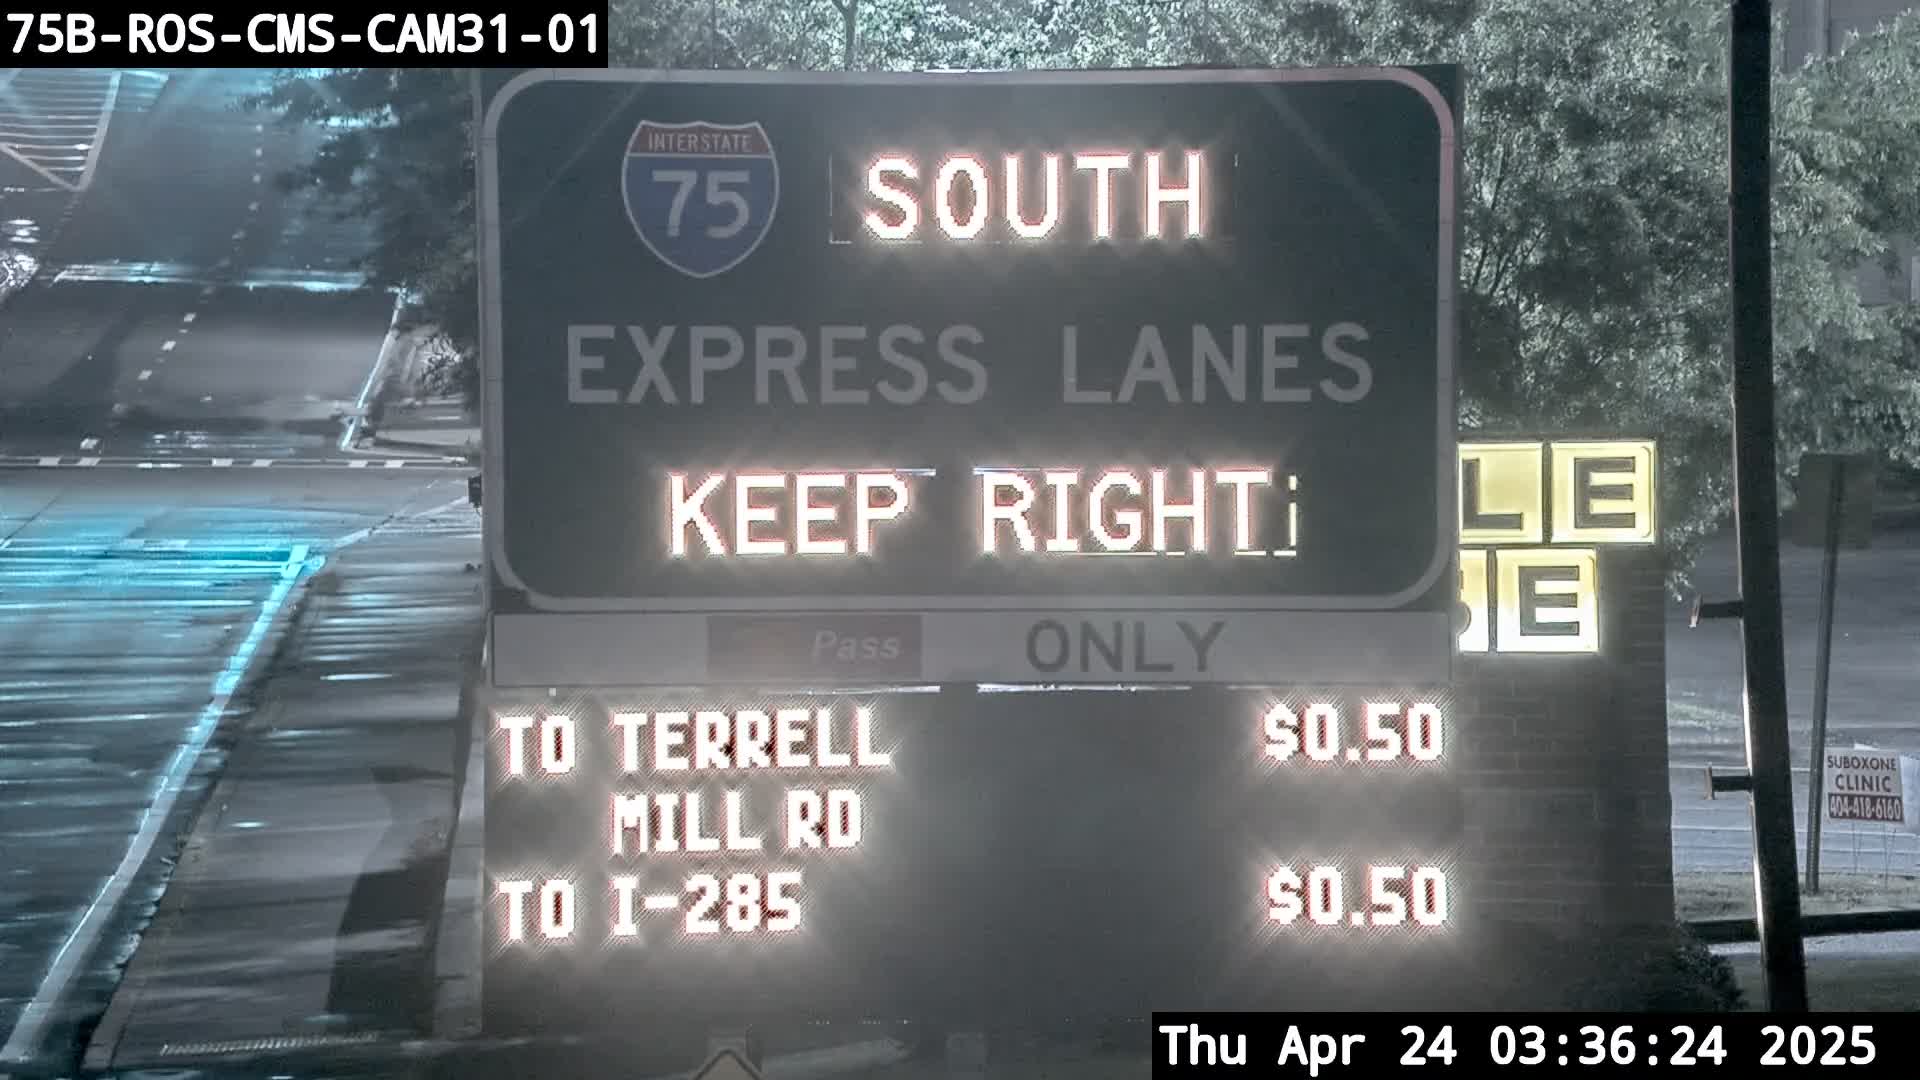 75B-ROS-CMS-CAM31-01
INTERSTATE
75
SOUTH
EXPRESS LANES
KEEP RIGHT
Pass ONLY
TO TERRELL $0.50
MILL RD
TO I-285 $0.50
LE
E
SUBOXONE
CLINIC
404-418-6160
Thu Apr 24 03:36:24 2025